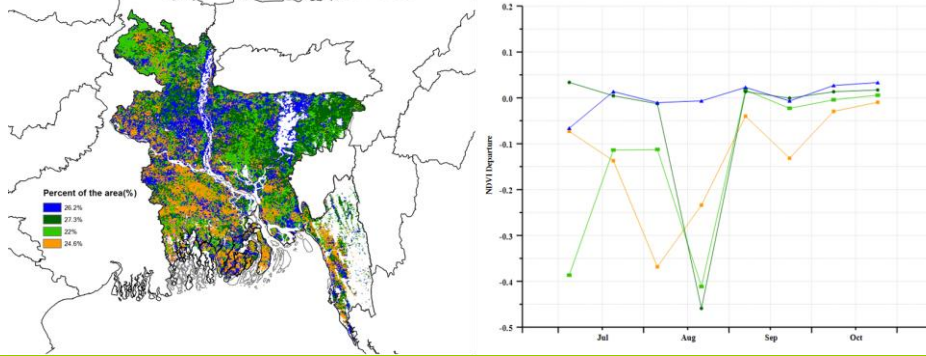 Percent of the area(%)
26.2%
27.3%
22%
24.6%
0.2
0.1
0.0
-0.1
-0.2
-0.3
-0.4
-0.5
NDVI Departure
Jul
Aug
Sep
Oct